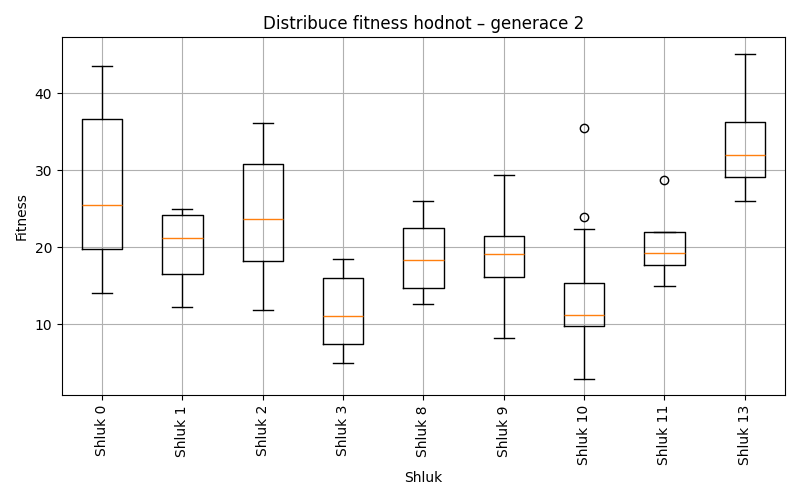 Distribuce fitness hodnot – generace 2
Fitness
40
30
20
10
Shluk 0
Shluk 1
Shluk 2
Shluk 3
Shluk 8
Shluk 9
Shluk 10
Shluk 11
Shluk 13
Shluk